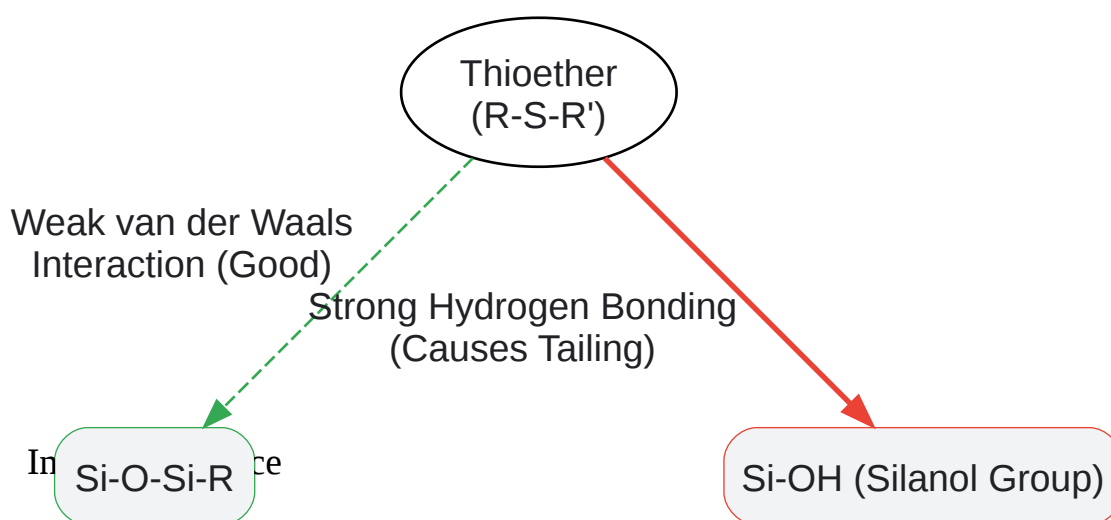 Thioether
(R-S-R')
Weak van der Waals
Interaction (Good)
Strong Hydrogen Bonding
(Causes Tailing)
Si-O-Si-R
Si-OH (Silanol Group)